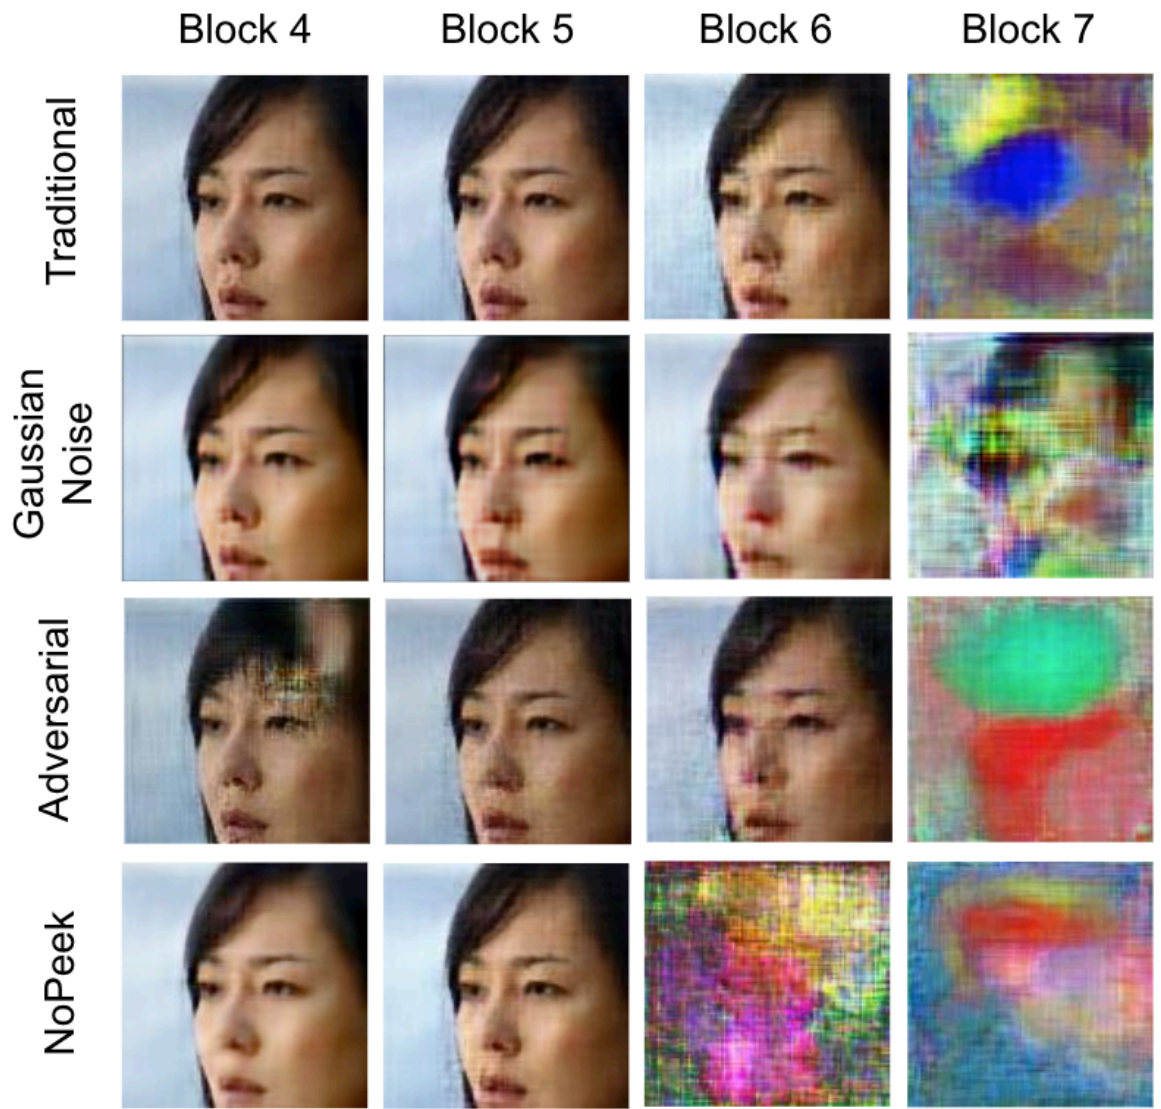 Block 4
Block 5
Block 6
Block 7
Traditional
Gaussian
Noise
Adversarial
NoPeek